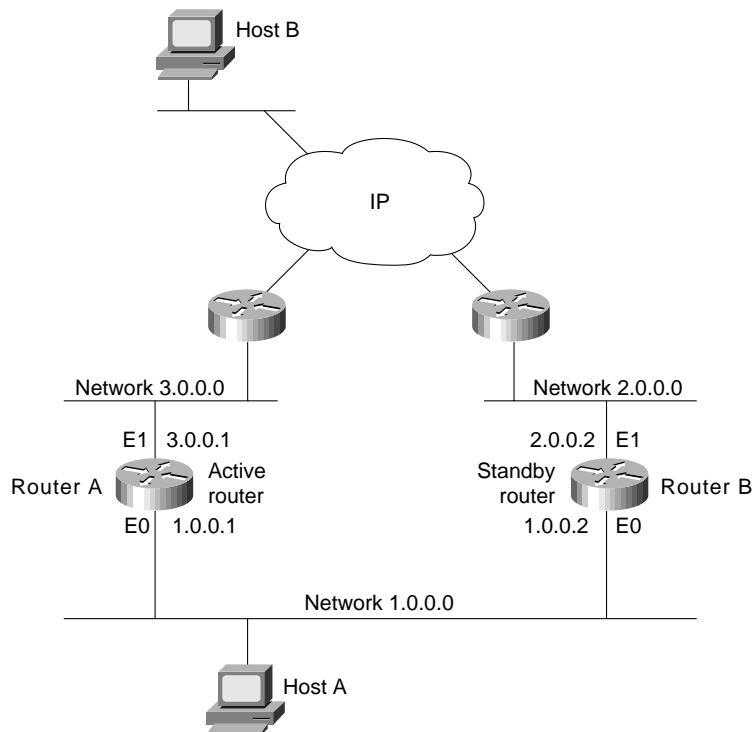 Host B
IP
Network 3.0.0.0
Network 2.0.0.0
E1 3.0.0.1
2.0.0.2 E1
Router A
Active
router
Standby
router
Router B
E0 1.0.0.1
1.0.0.2 E0
Network 1.0.0.0
Host A